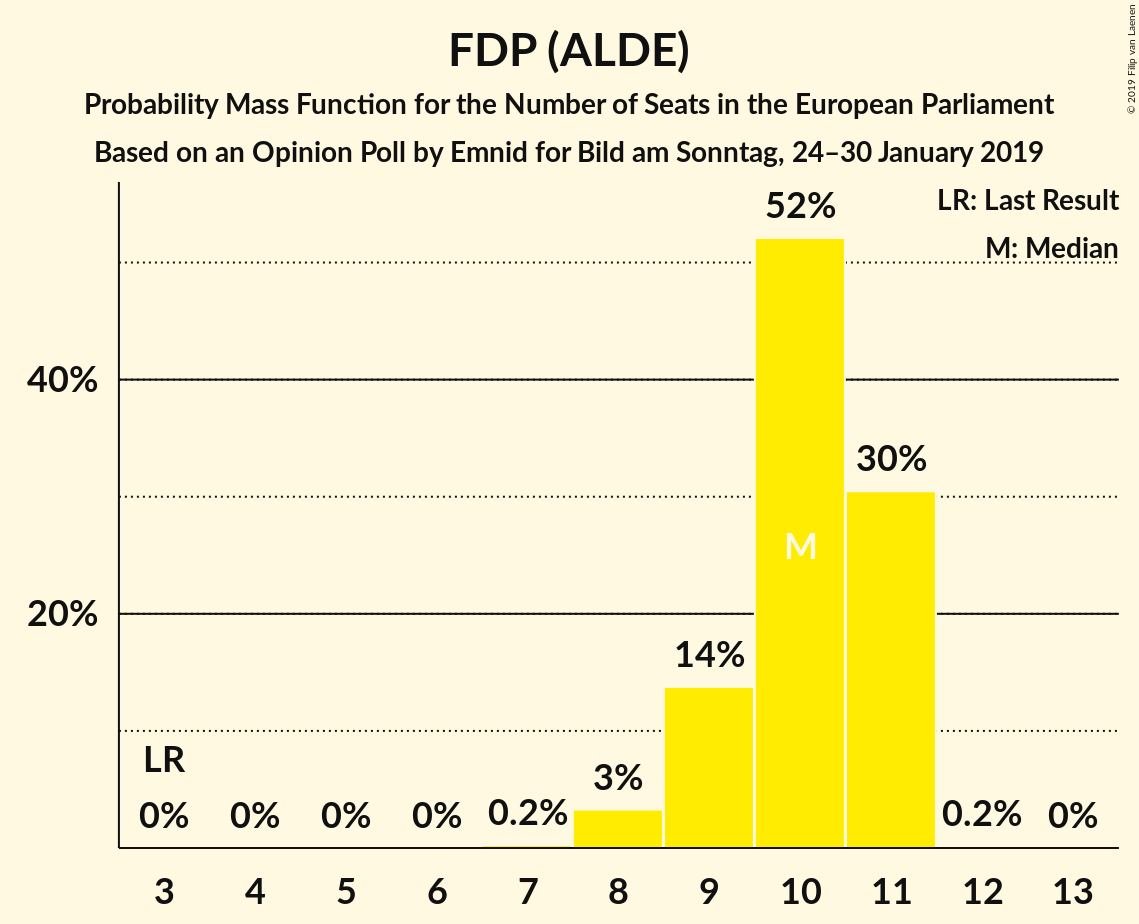 FDP (ALDE)
Probability Mass Function for the Number of Seats in the European Parliament
Based on an Opinion Poll by Emnid for Bild am Sonntag, 24–30 January 2019
© 2019 Filip van Laenen
LR: Last Result
M: Median
52%
40%
30%
M
20%
14%
LR
3%
0% 0% 0% 0% 0.2% 0.2% 0%
3 4 5 6 7 8 9 10 11 12 13